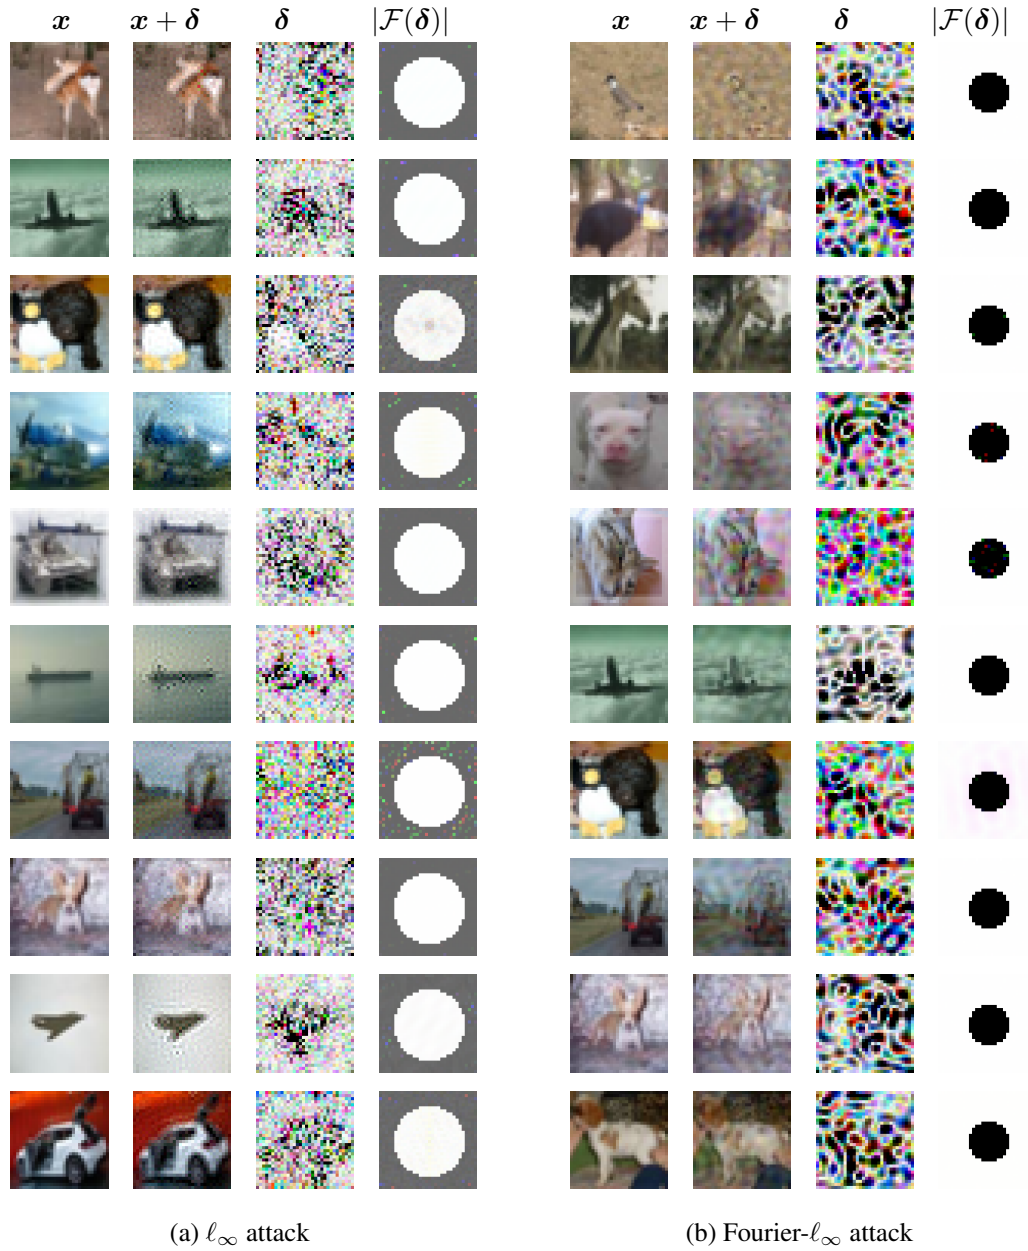 x x + δ δ |F(δ)| x x + δ δ |F(δ)|
(a) ℓ∞ attack (b) Fourier-ℓ∞ attack